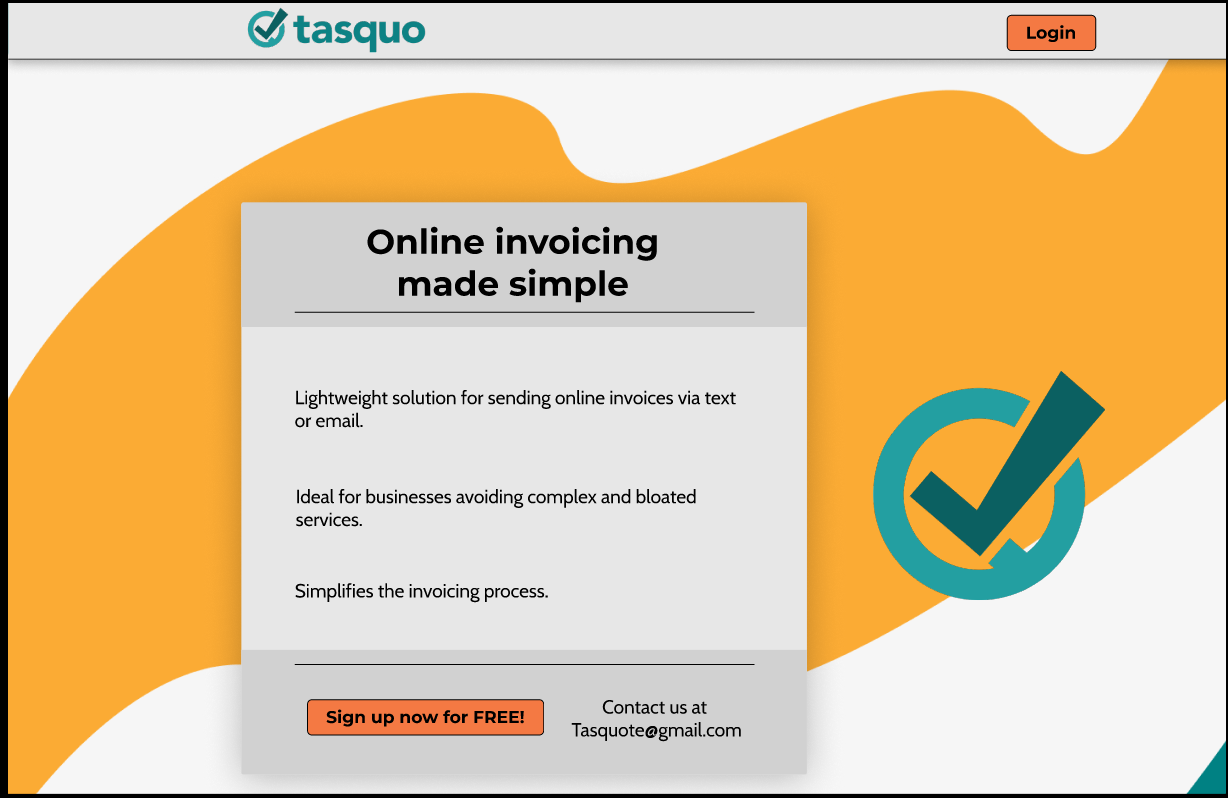 tasquo
Login
Online invoicing
made simple
Lightweight solution for sending online invoices via text
or email.
Ideal for businesses avoiding complex and bloated
services.
Simplifies the invoicing process.
Sign up now for FREE!
Contact us at
Tasquote@gmail.com